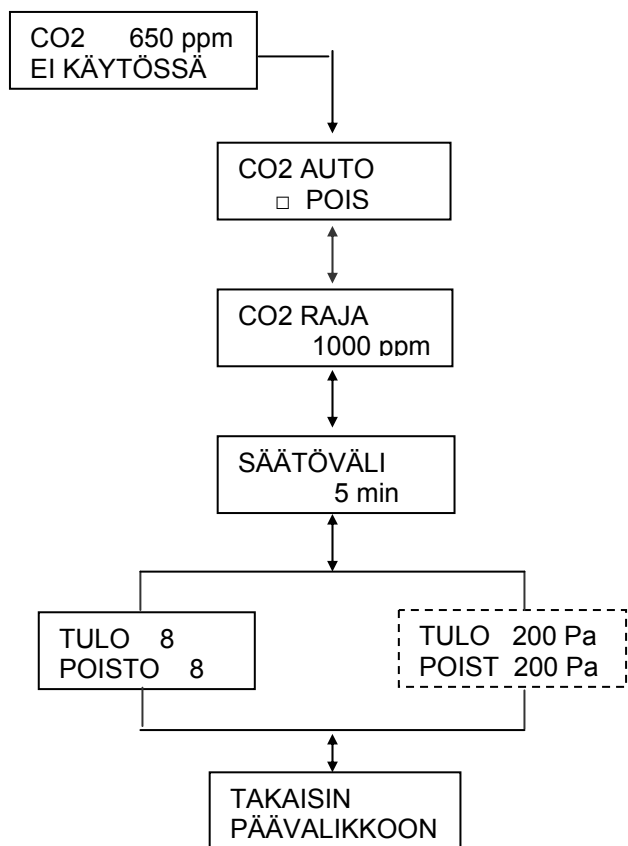 CO2 650 ppm
EI KÄYTÖSSÄ
CO2 AUTO
□ POIS
CO2 RAJA
1000 ppm
SÄÄTÖVÄLI
5 min
TULO 8
POISTO 8
TULO 200 Pa
POIST 200 Pa
TAKAISIN
PÄÄVALIKKOON